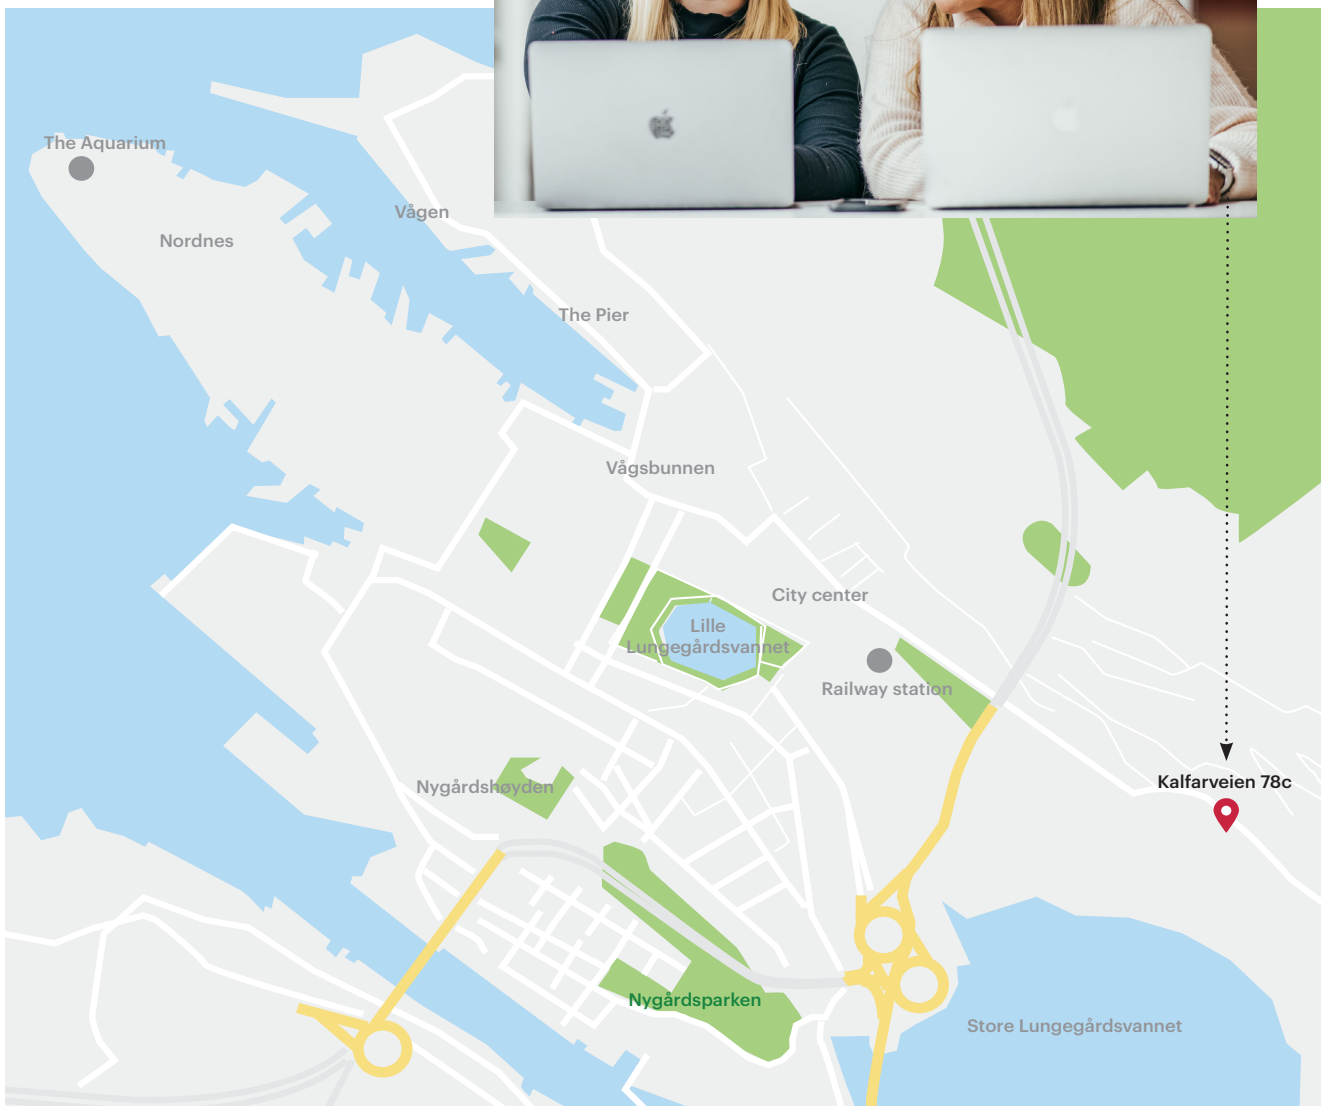 The Aquarium
Vågen
Nordnes
The Pier
Vågsbunnen
City center
Lille
Lungegårdsvannet
Railway station
Kalfarveien 78c
Nygårdshøyden
Nygårdsparken
Store Lungegårdsvannet